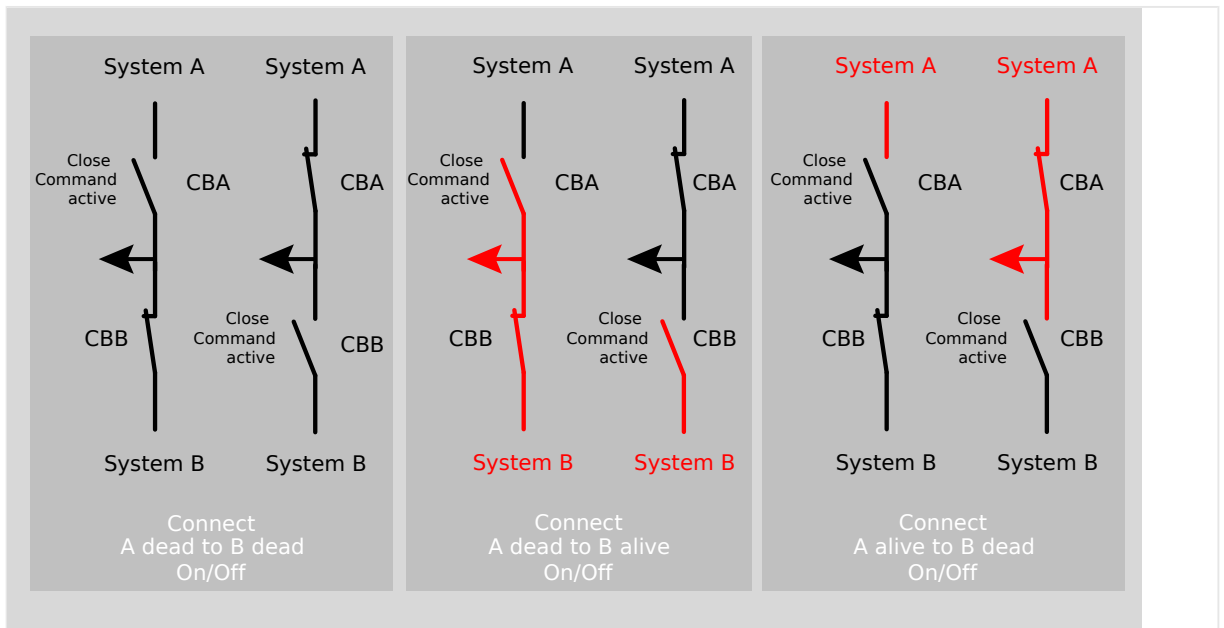 System A
System A
Close
Command
active
CBA
CBA
CBB
Close
Command
active
CBB
System B
System B
Connect
A dead to B dead
On/Off
System A
System A
Close
Command
active
CBA
CBA
CBB
Close
Command
active
CBB
System B
System B
Connect
A dead to B alive
On/Off
System A
System A
Close
Command
active
CBA
CBA
CBB
Close
Command
active
CBB
System B
System B
Connect
A alive to B dead
On/Off